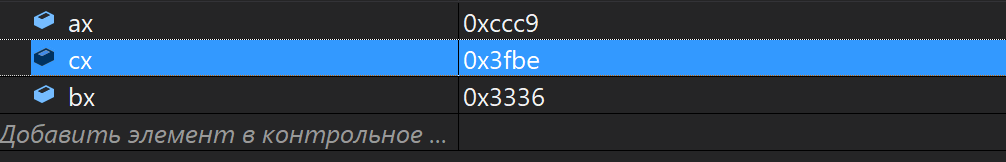 ax 0xccc9
cx 0x3fbe
bx 0x3336
Добавить элемент в контрольное ...